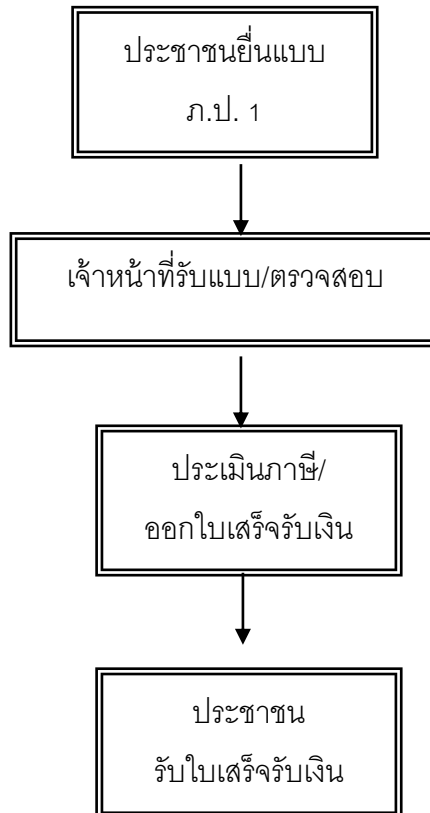 ประชาชนยื่นแบบ
ภ.ป. 1
เจ้าหน้าที่รับแบบ/ตรวจสอบ
ประเมินภาษี/
ออกใบเสร็จรับเงิน
ประชาชน
รับใบเสร็จรับเงิน